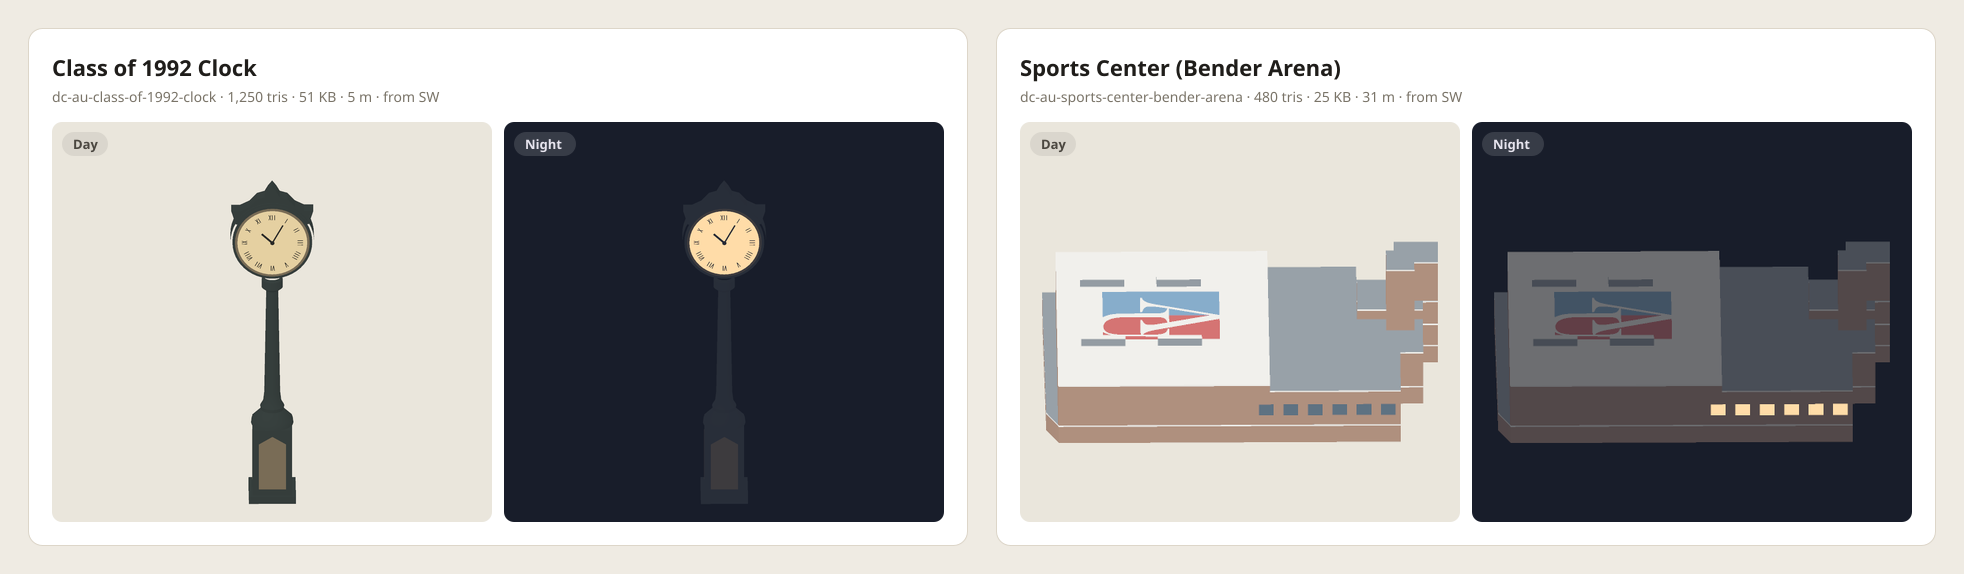 Class of 1992 Clock
dc-au-class-of-1992-clock · 1,250 tris · 51 KB · 5 m · from SW
Day
Night
Sports Center (Bender Arena)
dc-au-sports-center-bender-arena · 480 tris · 25 KB · 31 m · from SW
Day
Night